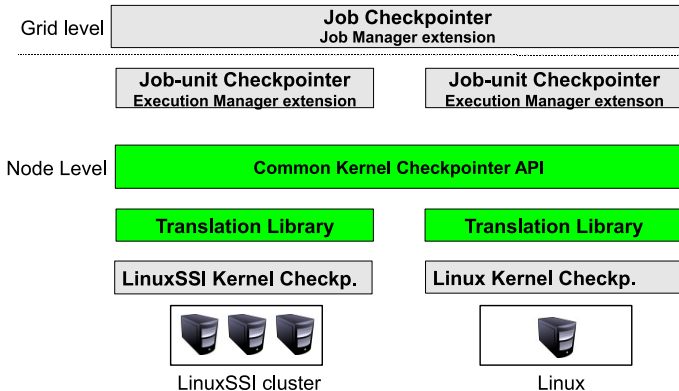 Grid level
Job Checkpointer
Job Manager extension
Job-unit Checkpointer
Execution Manager extension
Job-unit Checkpointer
Execution Manager extenson
Node Level
Common Kernel Checkpointer API
Translation Library
Translation Library
LinuxSSI Kernel Checkp.
Linux Kernel Checkp.
LinuxSSI cluster
Linux